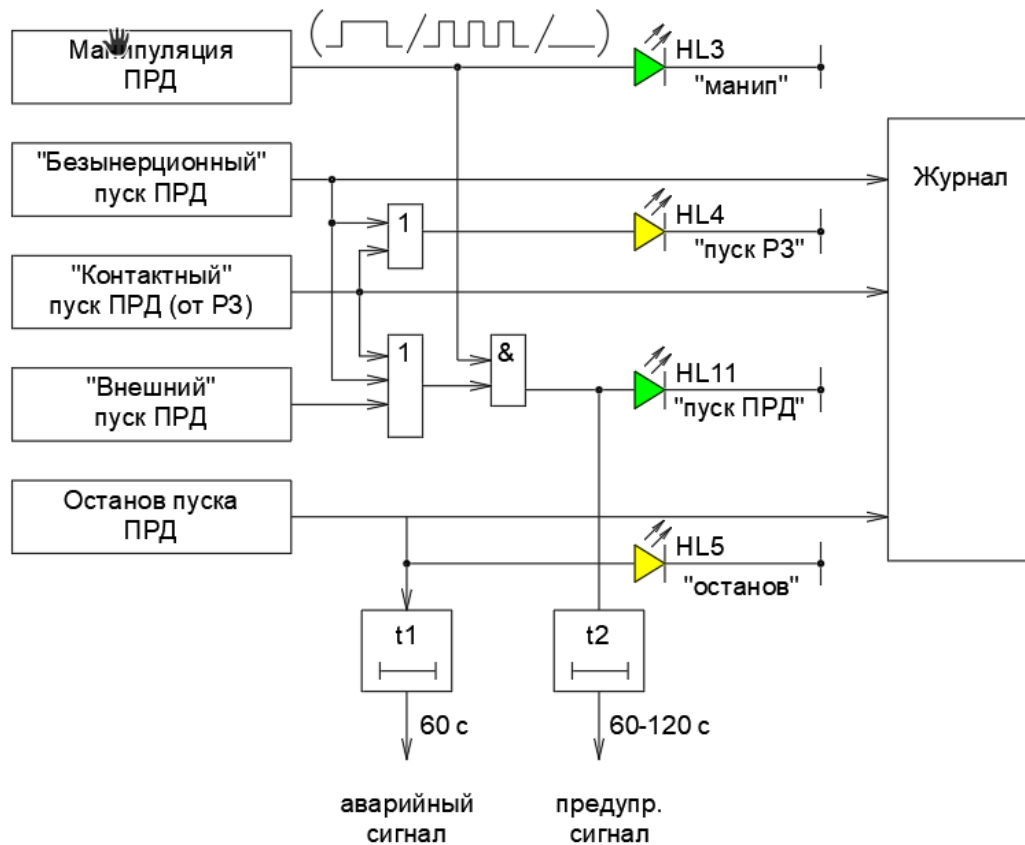 Манипуляция
ПРД
HL3
"манип"
"Безынерционный"
пуск ПРД
Журнал
1
HL4
"пуск РЗ"
"Контактный"
пуск ПРД (от РЗ)
1
&
HL11
"пуск ПРД"
"Внешний"
пуск ПРД
Останов пуска
ПРД
HL5
"останов"
t1
t2
60 с
60-120 с
аварийный
сигнал
предупр.
сигнал